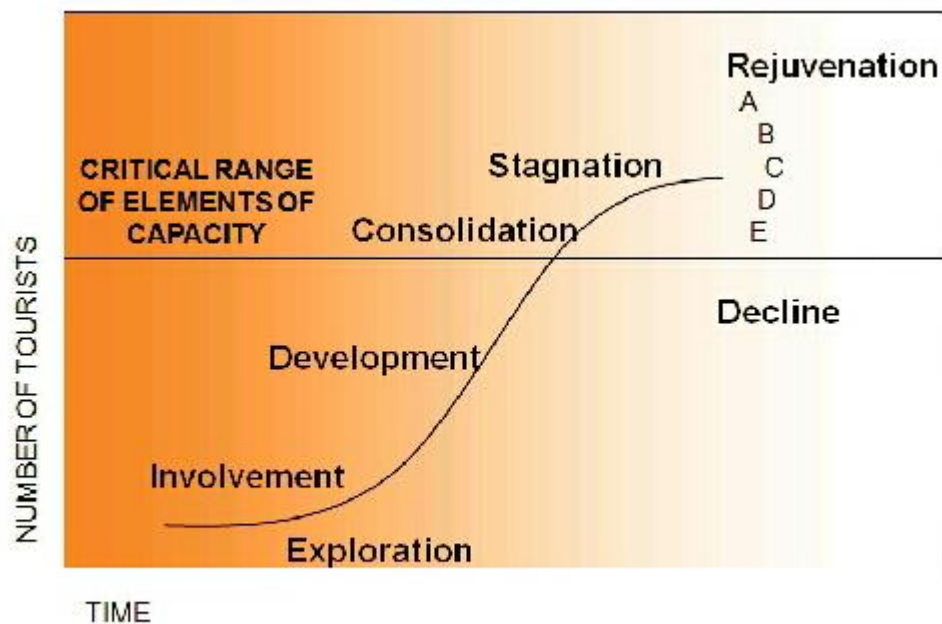 Rejuvenation
A
B
C
D
E
CRITICAL RANGE
OF ELEMENTS OF
CAPACITY
Stagnation
Consolidation
Decline
Development
Involvement
Exploration
NUMBER OF TOURISTS
TIME